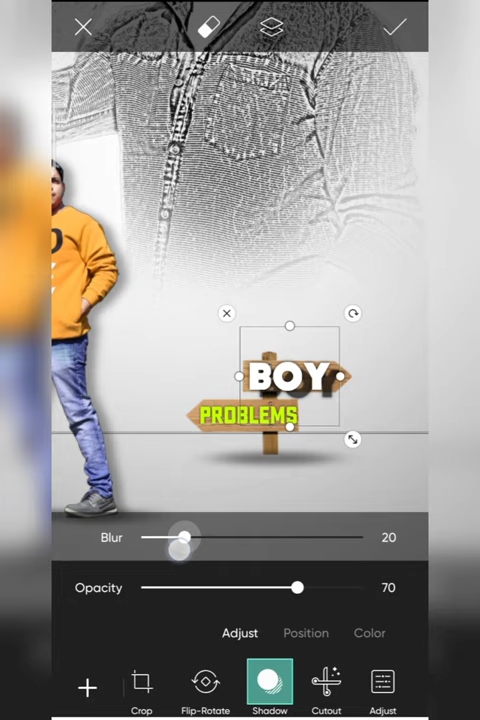 BOY
PROBLEMS
Blur 20
Opacity 70
Adjust Position Color
Crop Flip-Rotate Shadow Cutout Adjust